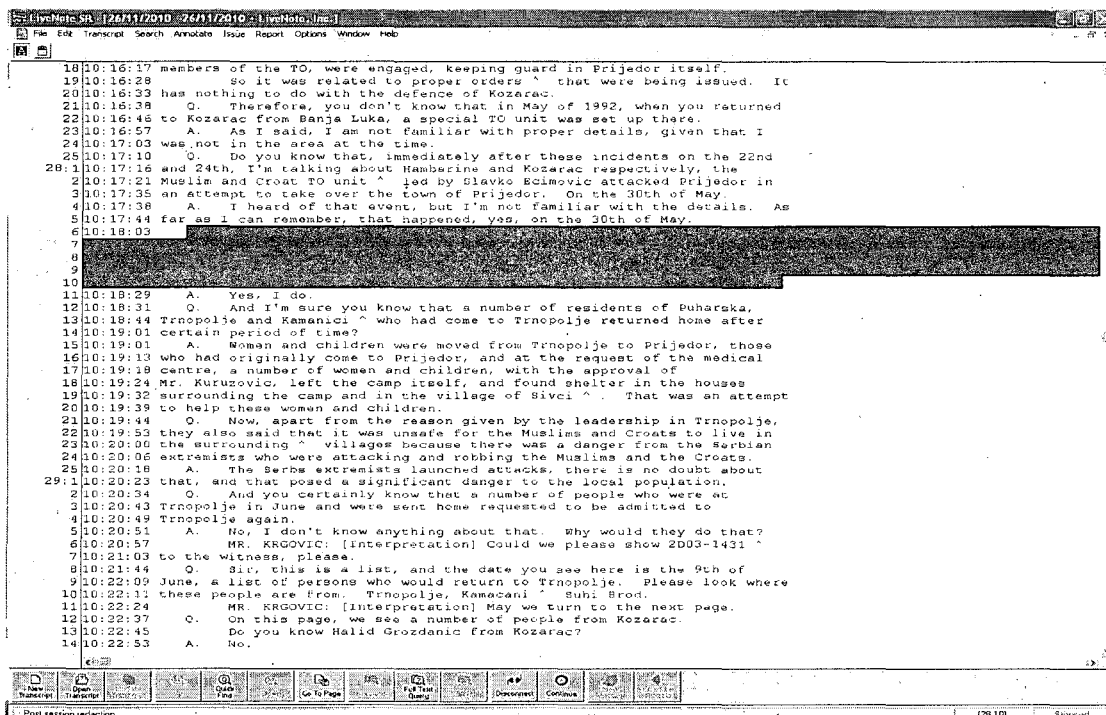 LiveNote SR - [26/11/2010 -26/11/2010 - LiveNote, Inc.]
File Edit Transcript Search Annotate Issue Report Options Window Help
18 10:16:17 members of the TO, were engaged, keeping guard in Prijedor itself.
19 10:16:28 So it was related to proper orders ^ that were being issued. It
20 10:16:33 has nothing to do with the defence of Kozarac.
21 10:16:38 Q. Therefore, you don't know that in May of 1992, when you returned
22 10:16:46 to Kozarac from Banja Luka, a special TO unit was set up there.
23 10:16:57 A. As I said, I am not familiar with proper details, given that I
24 10:17:03 was not in the area at the time.
25 10:17:10 Q. Do you know that, immediately after these incidents on the 22nd
28:1 10:17:16 and 24th, I'm talking about Hambarine and Kozarac respectively, the
2 10:17:21 Muslim and Croat TO unit ^ led by Slavko Ecimovic attacked Prijedor in
3 10:17:35 an attempt to take over the town of Prijedor. On the 30th of May.
4 10:17:38 A. I heard of that event, but I'm not familiar with the details. As
5 10:17:44 far as I can remember, that happened, yes, on the 30th of May.
6 10:18:03
7
8
9
10
11 10:18:29 A. Yes, I do.
12 10:18:31 Q. And I'm sure you know that a number of residents of Puharska,
13 10:18:44 Trnopolje and Kamanici ^ who had come to Trnopolje returned home after
14 10:19:01 certain period of time?
15 10:19:01 A. Women and children were moved from Trnopolje to Prijedor, those
16 10:19:13 who had originally come to Prijedor, and at the request of the medical
17 10:19:18 centre, a number of women and children, with the approval of
18 10:19:24 Mr. Kuruzovic, left the camp itself, and found shelter in the houses
19 10:19:32 surrounding the camp and in the village of Sivci ^ . That was an attempt
20 10:19:39 to help these women and children.
21 10:19:44 Q. Now, apart from the reason given by the leadership in Trnopolje,
22 10:19:53 they also said that it was unsafe for the Muslims and Croats to live in
23 10:20:00 the surrounding ^ villages because there was a danger from the Serbian
24 10:20:06 extremists who were attacking and robbing the Muslims and the Croats.
25 10:20:18 A. The Serbs extremists launched attacks, there is no doubt about
29:1 10:20:23 that, and that posed a significant danger to the local population.
2 10:20:34 Q. And you certainly know that a number of people who were at
3 10:20:43 Trnopolje in June and were sent home requested to be admitted to
4 10:20:49 Trnopolje again.
5 10:20:51 A. No, I don't know anything about that. Why would they do that?
6 10:20:57 MR. KRGOVIC: [Interpretation] Could we please show 2D03-1431 ^
7 10:21:03 to the witness, please.
8 10:21:44 Q. Sir, this is a list, and the date you see here is the 9th of
9 10:22:09 June, a list of persons who would return to Trnopolje. Please look where
10 10:22:11 these people are from. Trnopolje, Kamacani ^ Suhi Brod.
11 10:22:24 MR. KRGOVIC: [Interpretation] May we turn to the next page.
12 10:22:37 Q. On this page, we see a number of people from Kozarac.
13 10:22:45 Do you know Halid Grozdanic from Kozarac?
14 10:22:53 A. No.
New Transcript Open Transcript Quick Find Go To Page Full Text Query Disconnect Continue
Post session redaction (28:10)